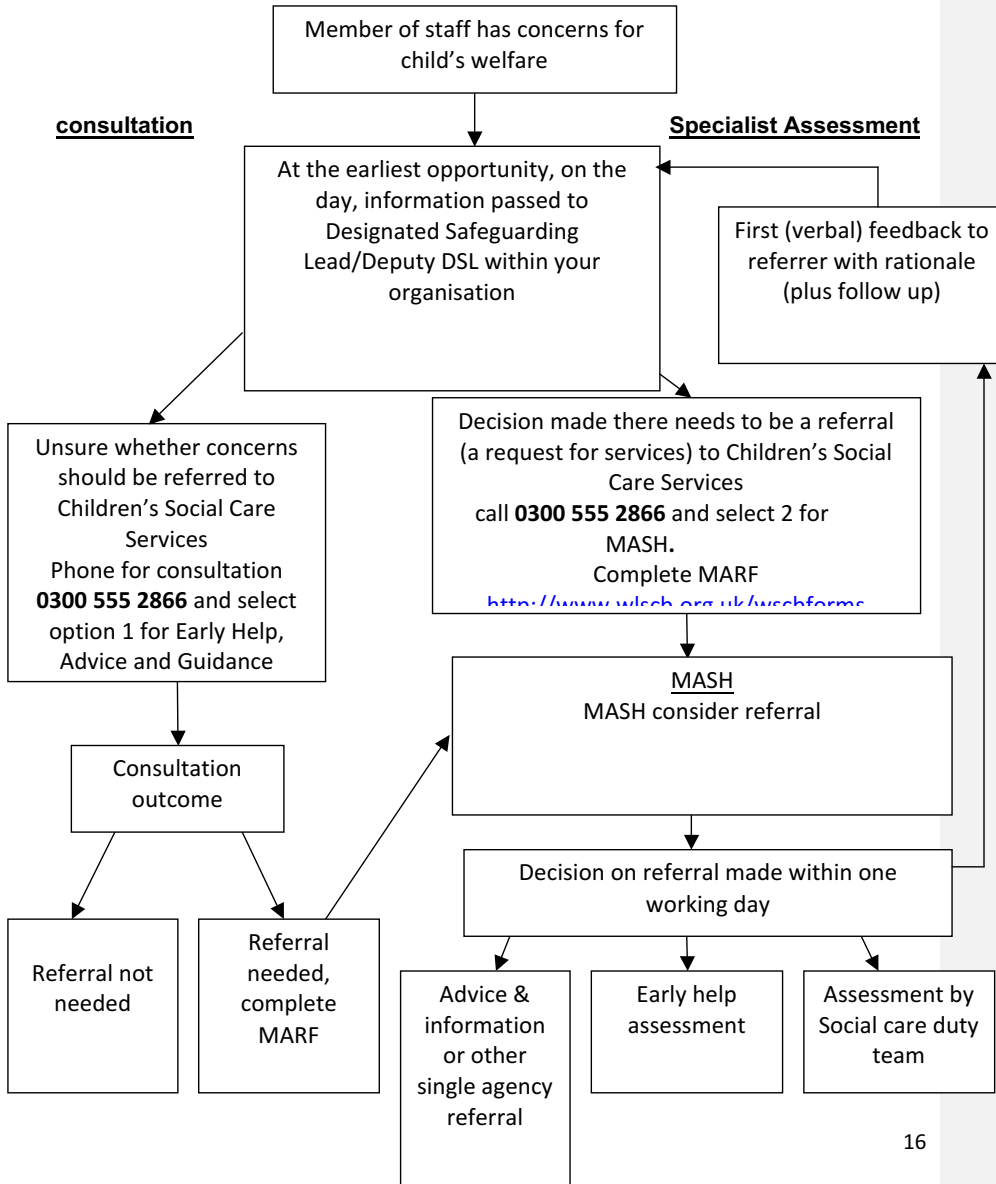 Member of staff has concerns for
child's welfare
consultation
Specialist Assessment
At the earliest opportunity, on the
day, information passed to
Designated Safeguarding
Lead/Deputy DSL within your
organisation
First (verbal) feedback to
referrer with rationale
(plus follow up)
Unsure whether concerns
should be referred to
Children's Social Care
Services
Phone for consultation
0300 555 2866 and select
option 1 for Early Help,
Advice and Guidance
Decision made there needs to be a referral
(a request for services) to Children's Social
Care Services
call 0300 555 2866 and select 2 for
MASH.
Complete MARF
http://www.wlscb.org.uk/wscbforms
MASH
MASH consider referral
Consultation
outcome
Decision on referral made within one
working day
Referral not
needed
Referral
needed,
complete
MARF
Advice &
information
or other
single agency
referral
Early help
assessment
Assessment by
Social care duty
team
16